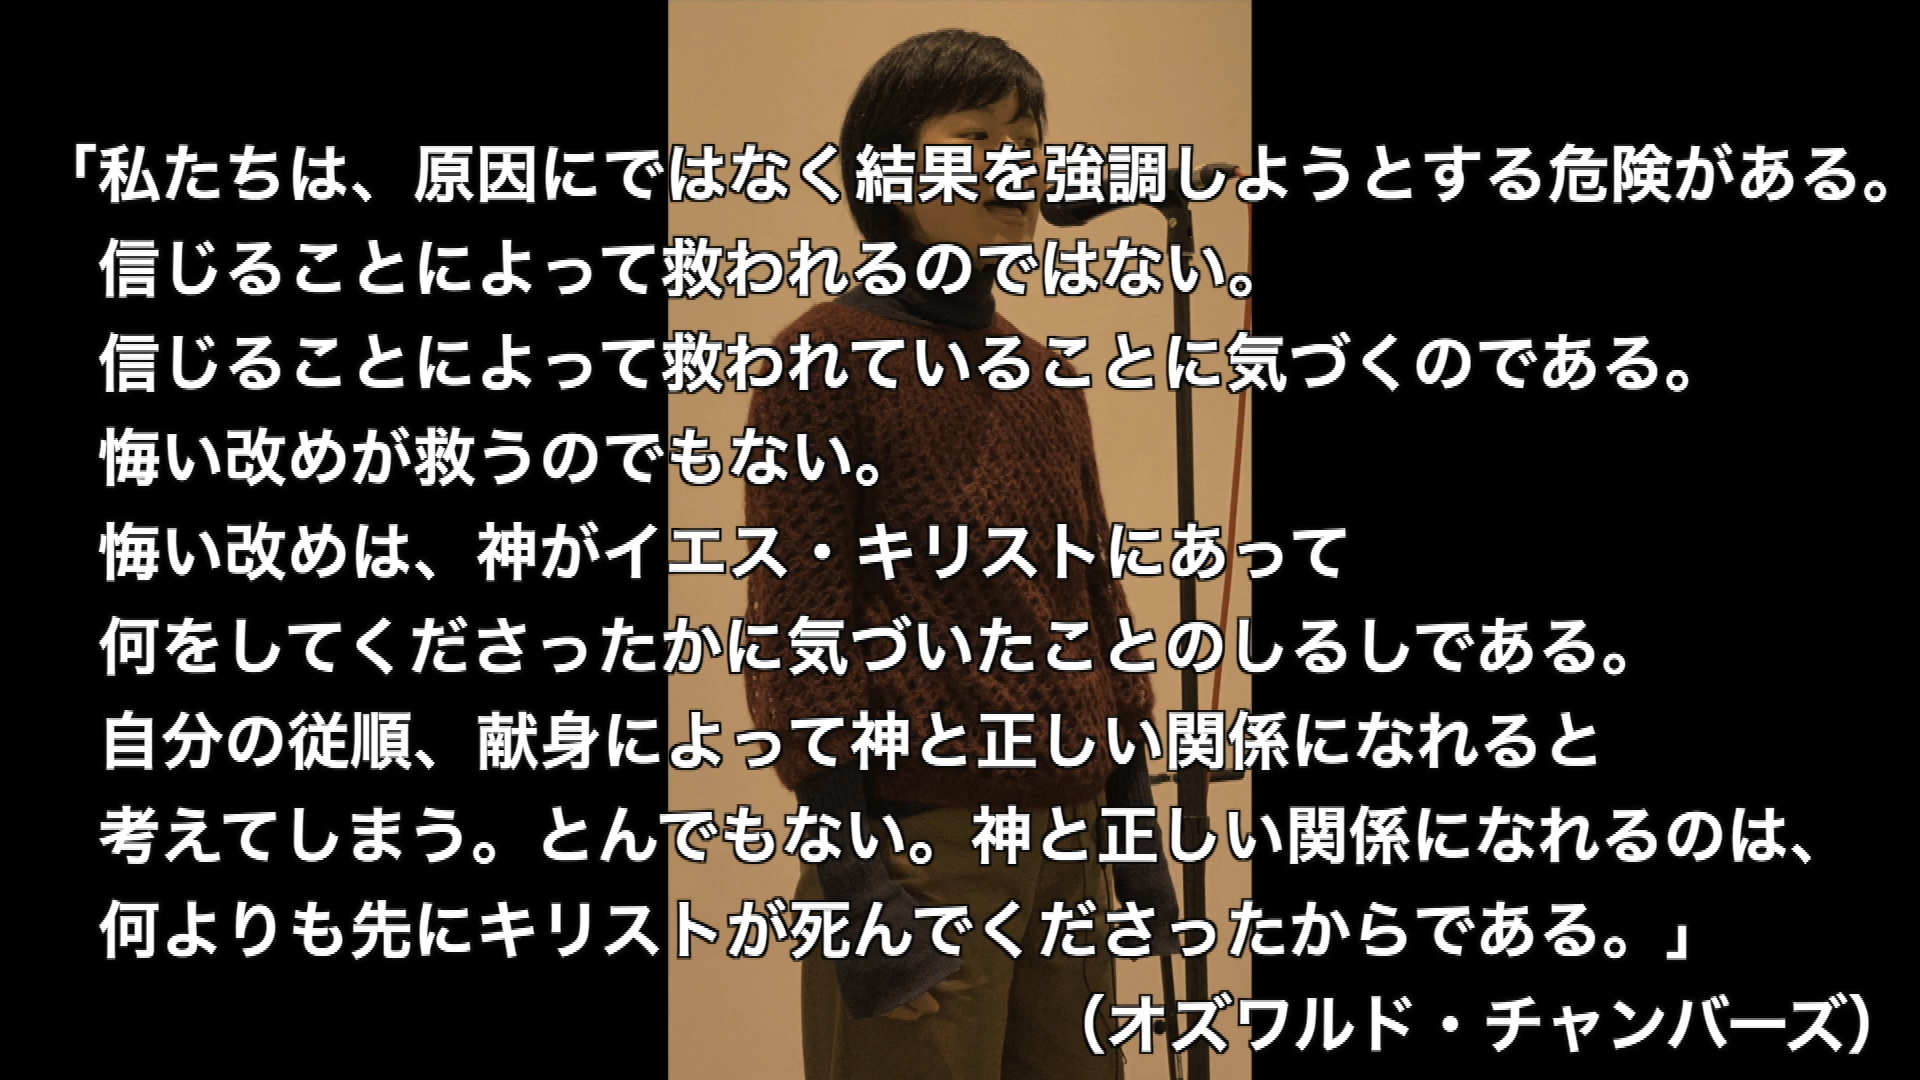 「私たちは、原因にではなく結果を強調しようとする危険がある。
信じることによって救われるのではない。
信じることによって救われていることに気づくのである。
悔い改めが救うのでもない。
悔い改めは、神がイエス・キリストにあって
何をしてくださったかに気づいたことのしるしである。
自分の従順、献身によって神と正しい関係になれると
考えてしまう。とんでもない。神と正しい関係になれるのは、
何よりも先にキリストが死んでくださったからである。」
（オズワルド・チャンバーズ）